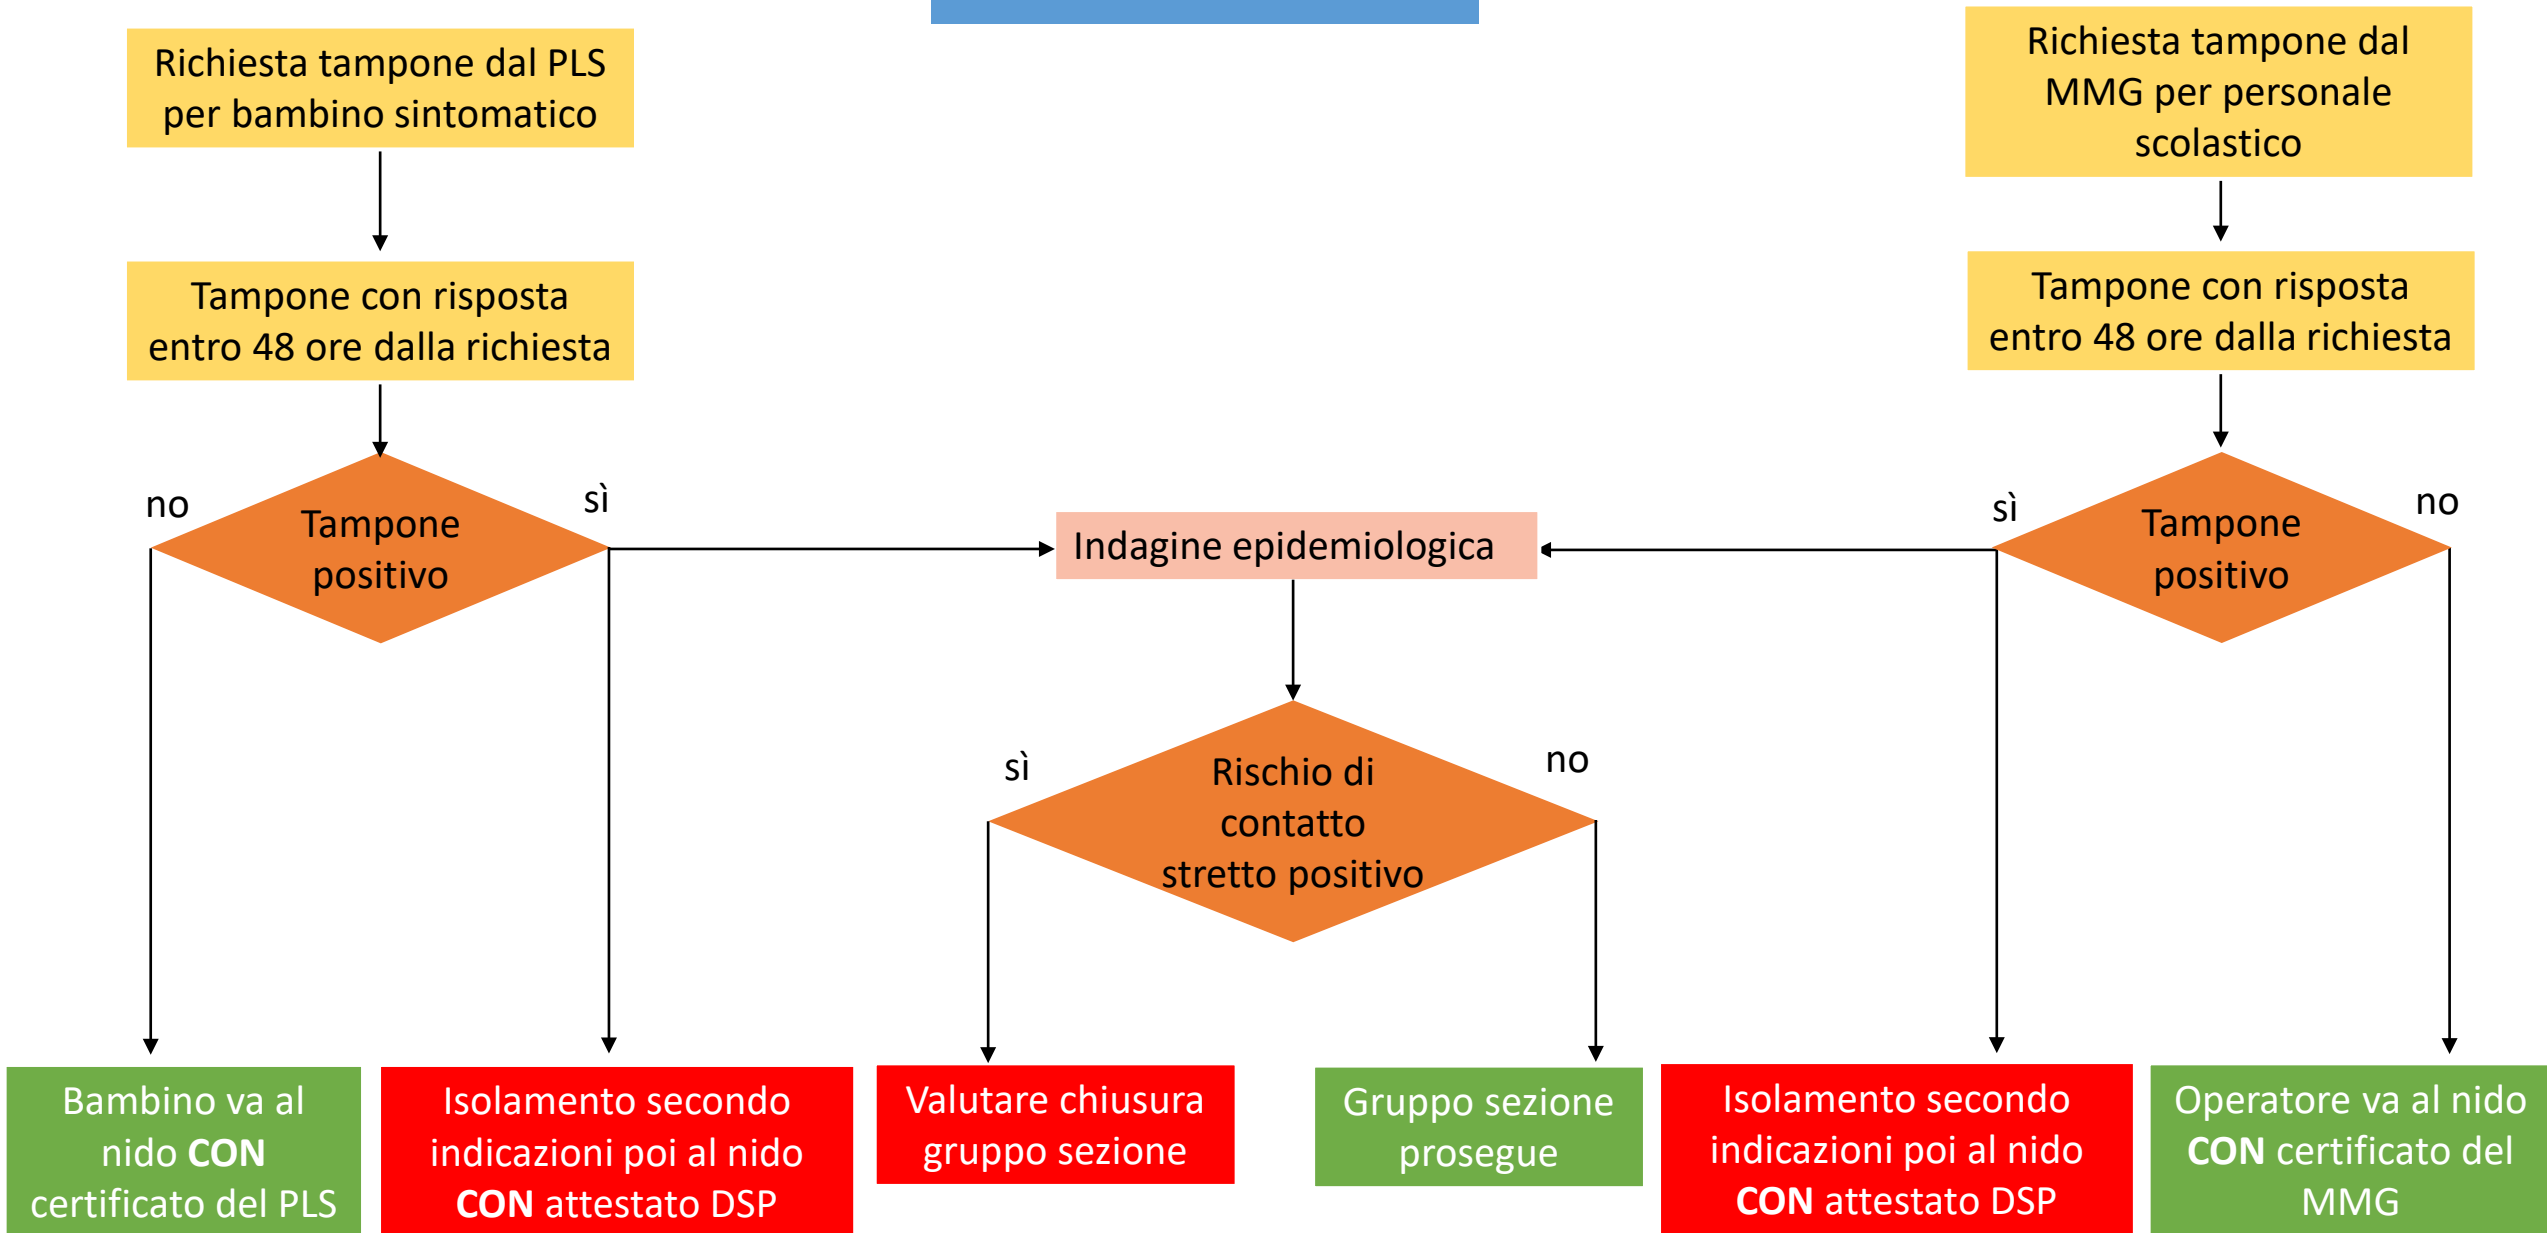 Richiesta tampone dal PLS
per bambino sintomatico
Richiesta tampone dal
MMG per personale
scolastico
Tampone con risposta
entro 48 ore dalla richiesta
Tampone con risposta
entro 48 ore dalla richiesta
no
Tampone
positivo
sì
Indagine epidemiologica
sì
Tampone
positivo
no
sì
Rischio di
contatto
stretto positivo
no
Bambino va al
nido CON
certificato del PLS
Isolamento secondo
indicazioni poi al nido
CON attestato DSP
Valutare chiusura
gruppo sezione
Gruppo sezione
prosegue
Isolamento secondo
indicazioni poi al nido
CON attestato DSP
Operatore va al nido
CON certificato del
MMG